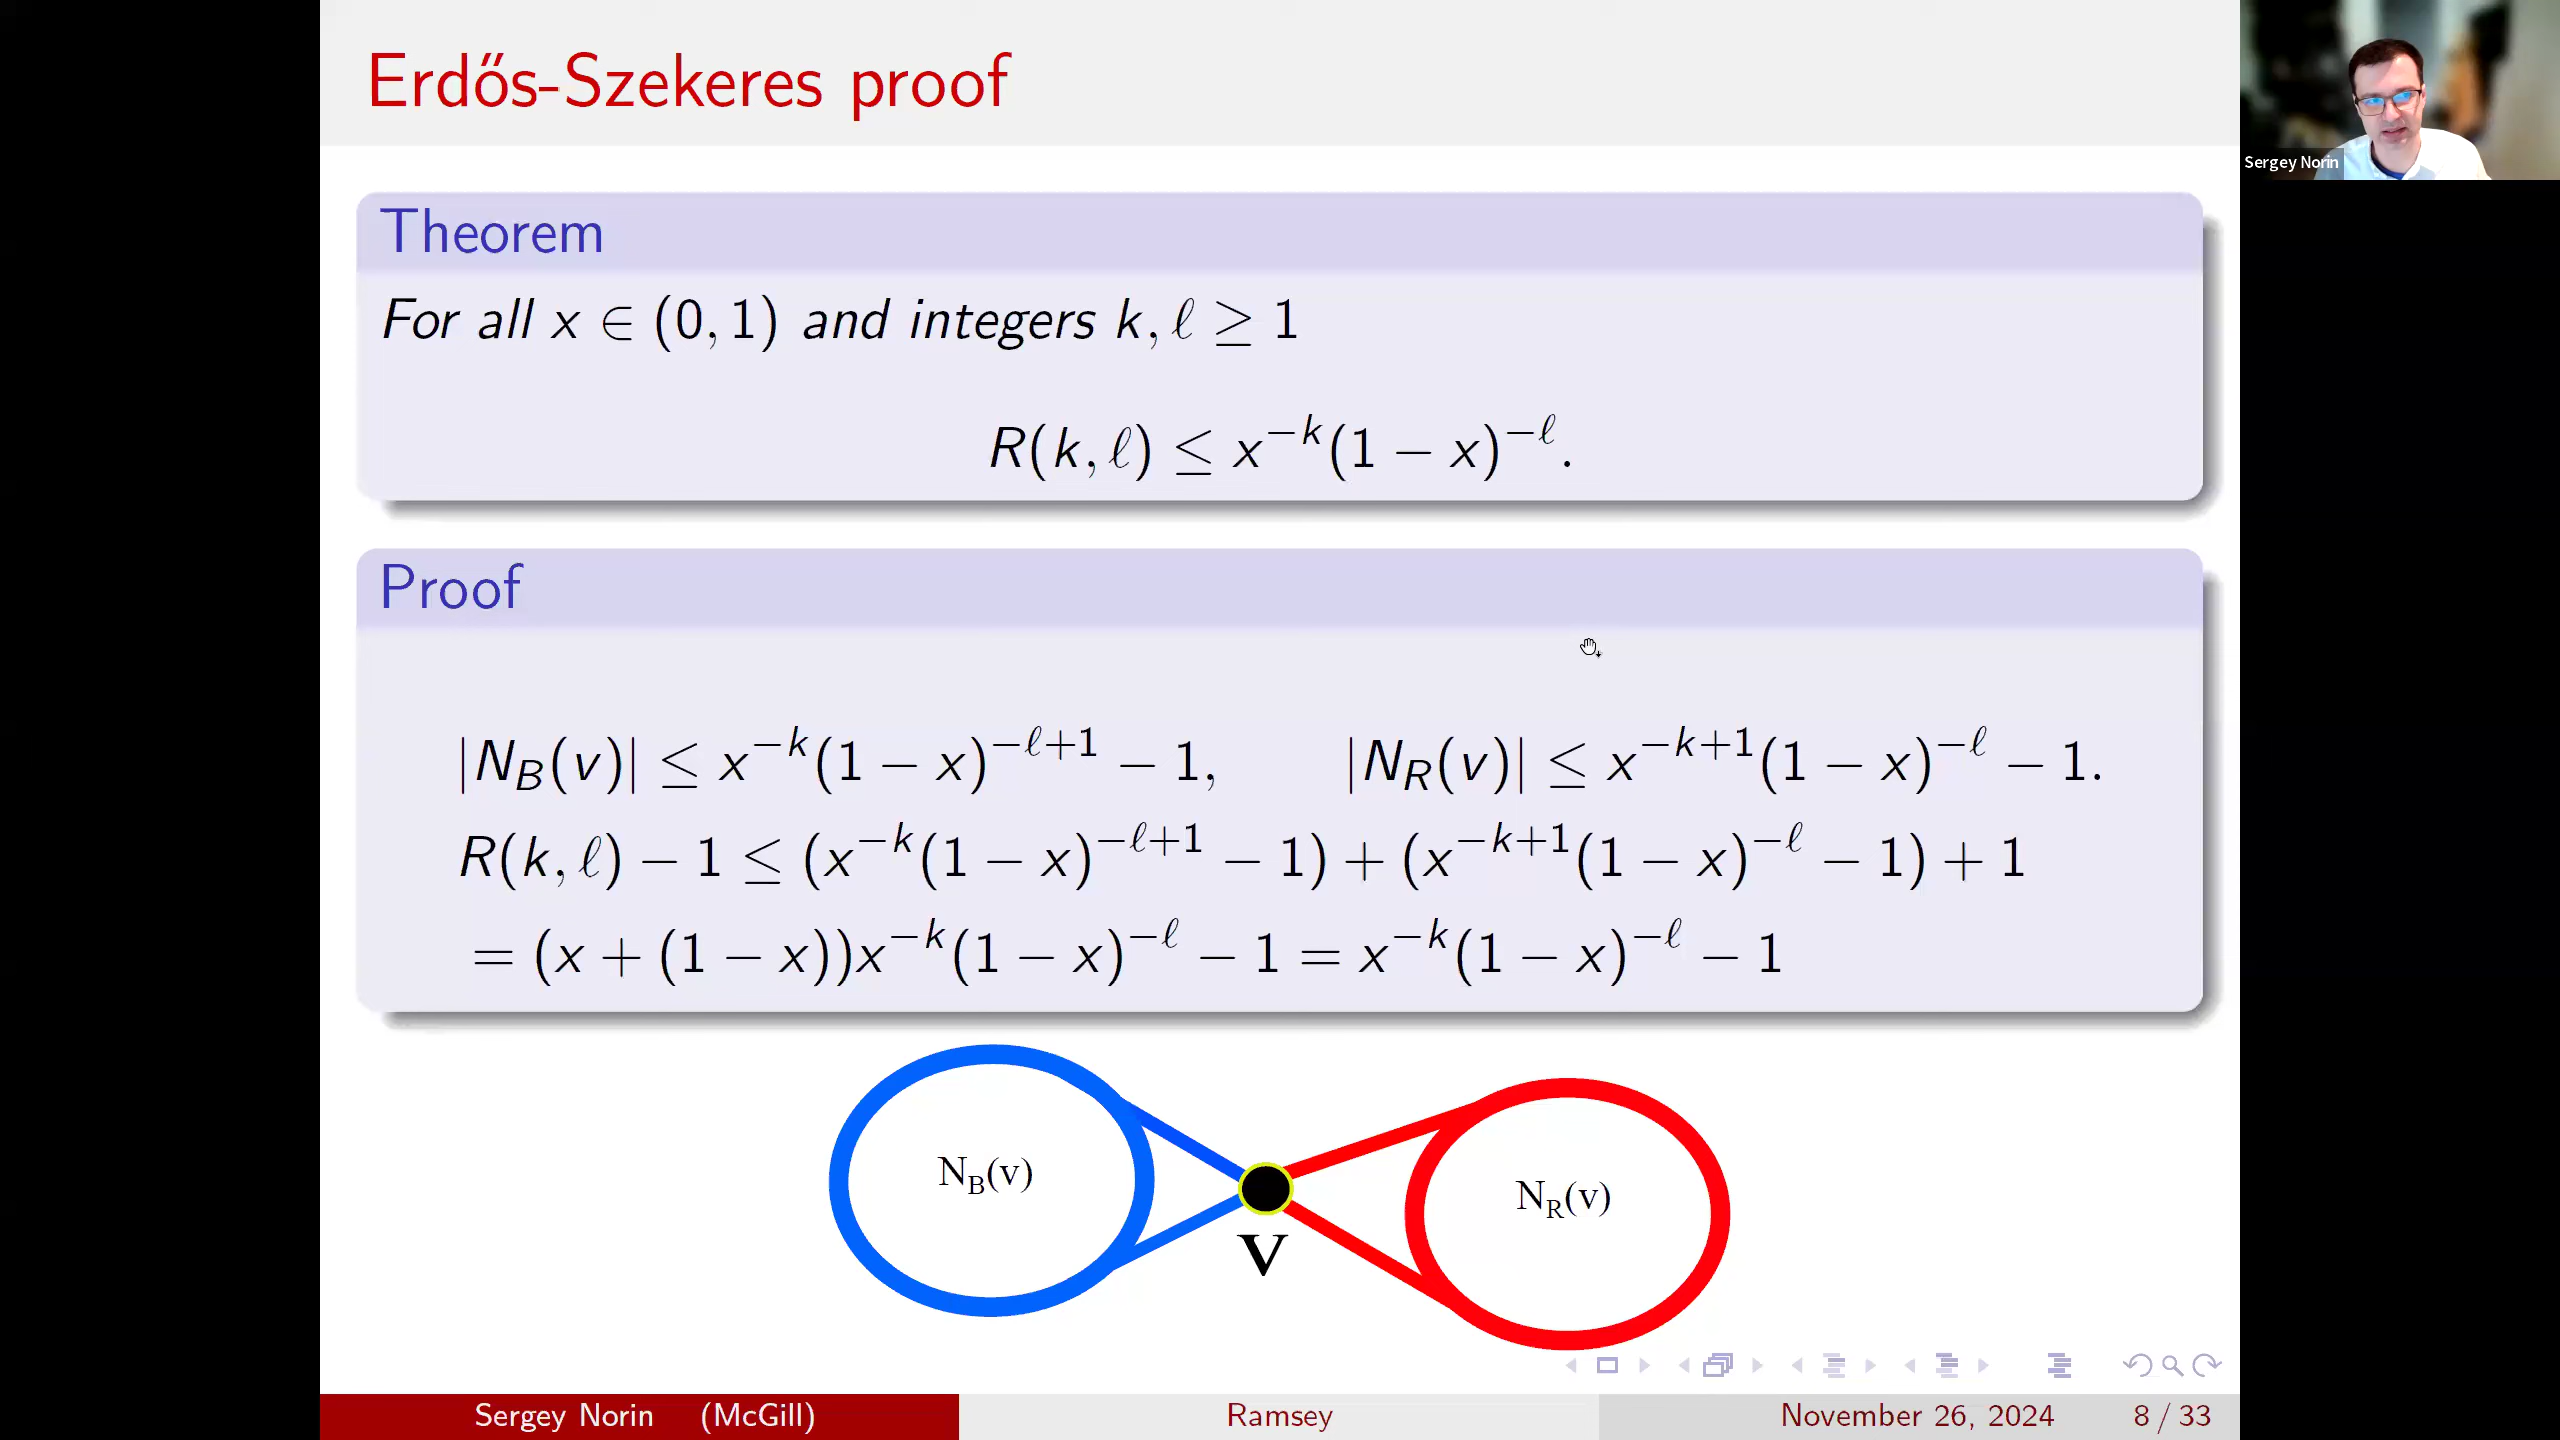 Erdős-Szekeres proof
Sergey Norin
Theorem
For all x ∈ (0, 1) and integers k, ℓ ≥ 1
R(k, ℓ) ≤ x^{−k}(1 − x)^{−ℓ}.
Proof
|N_B(v)| ≤ x^{−k}(1 − x)^{−ℓ+1} − 1, |N_R(v)| ≤ x^{−k+1}(1 − x)^{−ℓ} − 1.
R(k, ℓ) − 1 ≤ (x^{−k}(1 − x)^{−ℓ+1} − 1) + (x^{−k+1}(1 − x)^{−ℓ} − 1) + 1
= (x + (1 − x))x^{−k}(1 − x)^{−ℓ} − 1 = x^{−k}(1 − x)^{−ℓ} − 1
N_B(v)
N_R(v)
v
Sergey Norin (McGill) Ramsey November 26, 2024 8 / 33